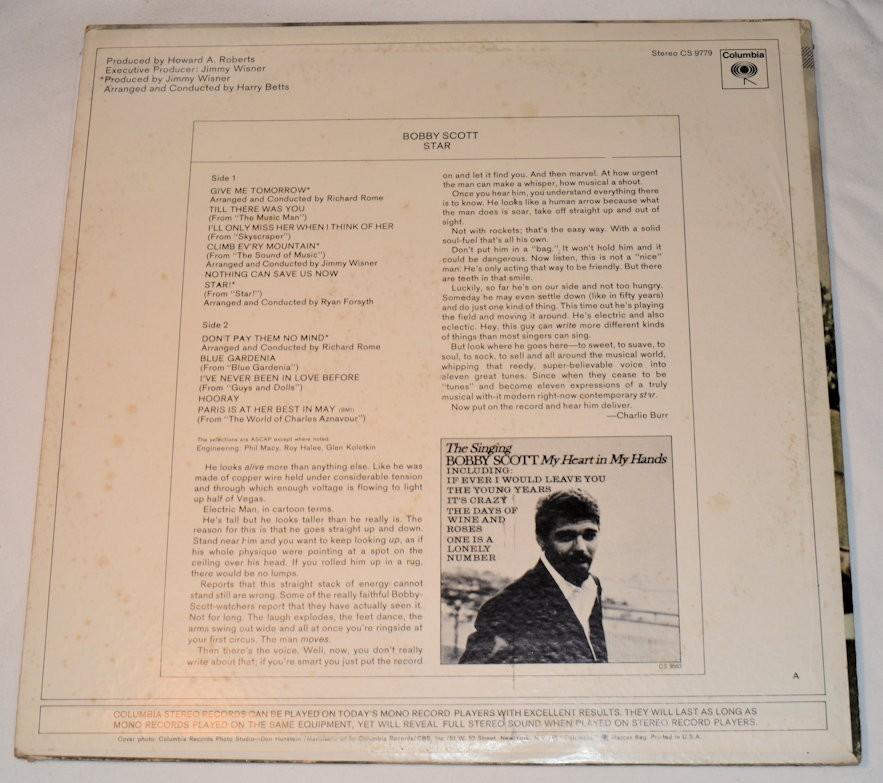 Produced by Howard A. Roberts
Executive Producer: Jimmy Wisner
*Produced by Jimmy Wisner
Arranged and Conducted by Harry Betts
Stereo CS 9779
Columbia
BOBBY SCOTT
STAR
Side 1
GIVE ME TOMORROW*
Arranged and Conducted by Richard Rome
TILL THERE WAS YOU
(From "The Music Man")
I'LL ONLY MISS HER WHEN I THINK OF HER
(From "Skyscraper")
CLIMB EV'RY MOUNTAIN*
(From "The Sound of Music")
Arranged and Conducted by Jimmy Wisner
NOTHING CAN SAVE US NOW
STAR!*
(From "Star!")
Arranged and Conducted by Ryan Forsyth
Side 2
DON'T PAY THEM NO MIND*
Arranged and Conducted by Richard Rome
BLUE GARDENIA
(From "Blue Gardenia")
I'VE NEVER BEEN IN LOVE BEFORE
(From "Guys and Dolls")
HOORAY
PARIS IS AT HER BEST IN MAY (BMI)
(From "The World of Charles Aznavour")
The selections are ASCAP except where noted.
Engineering: Phil Macy, Roy Halee, Glen Kolotkin
He looks alive more than anything else. Like he was
made of copper wire held under considerable tension
and through which enough voltage is flowing to light
up half of Vegas.
Electric Man, in cartoon terms.
He's tall but he looks taller than he really is. The
reason for this is that he goes straight up and down.
Stand near him and you want to keep looking up, as if
his whole physique were pointing at a spot on the
ceiling over his head. If you rolled him up in a rug,
there would be no lumps.
Reports that this straight stack of energy cannot
stand still are wrong. Some of the really faithful Bobby-
Scott-watchers report that they have actually seen it.
Not for long. The laugh explodes, the feet dance, the
arms swing out wide and all at once you're ringside at
your first circus. The man moves.
Then there's the voice. Well, now, you don't really
write about that; if you're smart you just put the record
on and let it find you. And then marvel. At how urgent
the man can make a whisper, how musical a shout.
Once you hear him, you understand everything there
is to know. He looks like a human arrow because what
the man does is soar, take off straight up and out of
sight.
Not with rockets; that's the easy way. With a solid
soul-fuel that's all his own.
Don't put him in a "bag." It won't hold him and it
could be dangerous. Now listen, this is not a "nice"
man. He's only acting that way to be friendly. But there
are teeth in that smile.
Luckily, so far he's on our side and not too hungry.
Someday he may even settle down (like in fifty years)
and do just one kind of thing. This time out he's playing
the field and moving it around. He's electric and also
eclectic. Hey, this guy can write more different kinds
of things than most singers can sing.
But look where he goes here—to sweet, to suave, to
soul, to sock, to sell and all around the musical world,
whipping that reedy, super-believable voice into
eleven great tunes. Since when they cease to be
"tunes" and become eleven expressions of a truly
musical with-it modern right-now contemporary star.
Now put on the record and hear him deliver.
—Charlie Burr
The Singing
BOBBY SCOTT My Heart in My Hands
INCLUDING:
IF EVER I WOULD LEAVE YOU
THE YOUNG YEARS
IT'S CRAZY
THE DAYS OF
WINE AND
ROSES
ONE IS A
LONELY
NUMBER
A
COLUMBIA STEREO RECORDS CAN BE PLAYED ON TODAY'S MONO RECORD PLAYERS WITH EXCELLENT RESULTS. THEY WILL LAST AS LONG AS
MONO RECORDS PLAYED ON THE SAME EQUIPMENT, YET WILL REVEAL FULL STEREO SOUND WHEN PLAYED ON STEREO RECORD PLAYERS.
Cover photo: Columbia Records Photo Studio—Don Hunstein / Manufactured by Columbia Records/CBS, Inc./51 W. 52 Street, New York, N.Y. Marcas Reg. Printed in U.S.A.